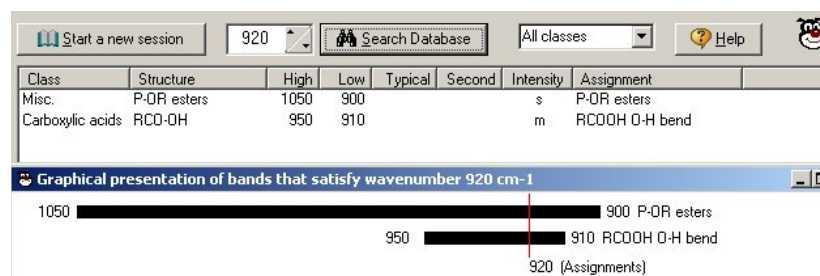 Start a new session 920 Search Database All classes Help
Class Structure High Low Typical Second Intensity Assignment
Misc. P-OR esters 1050 900 s P-OR esters
Carboxylic acids RCO-OH 950 910 m RCOOH O-H bend
Graphical presentation of bands that satisfy wavenumber 920 cm-1
1050 900 P-OR esters
950 910 RCOOH O-H bend
920 (Assignments)